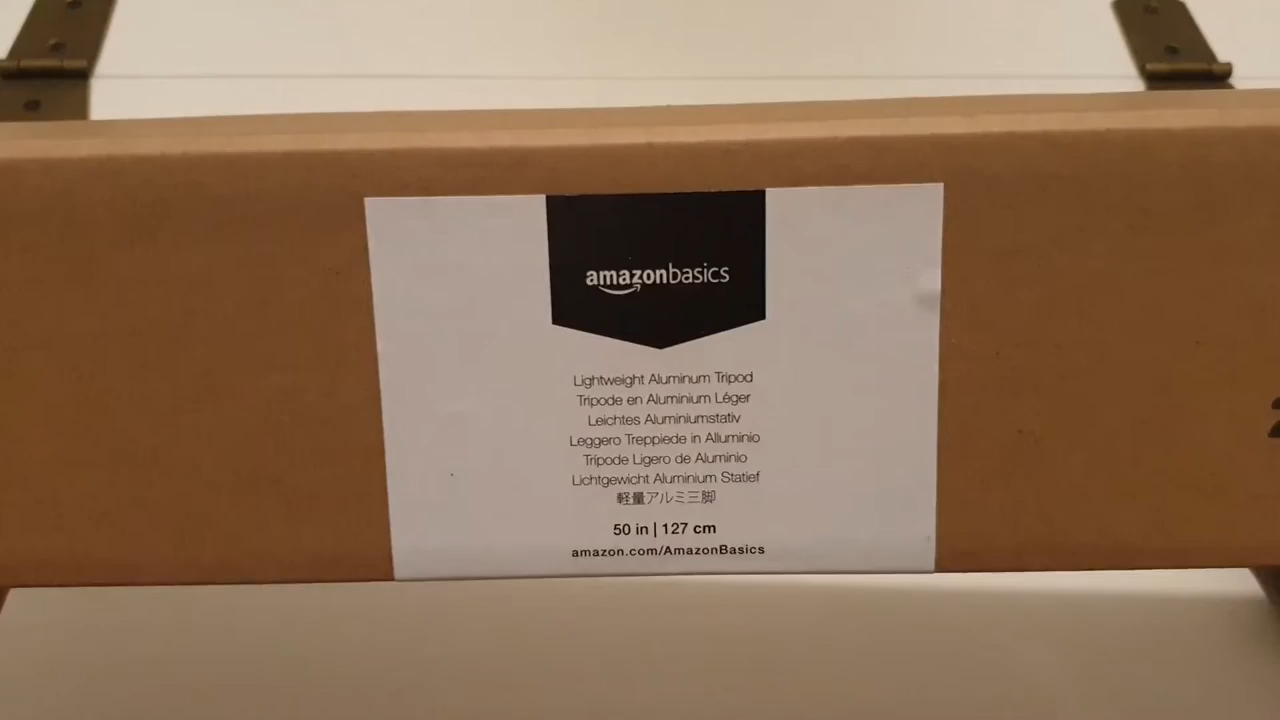 amazonbasics
Lightweight Aluminum Tripod
Tripode en Aluminium Léger
Leichtes Aluminiumstativ
Leggero Treppiede in Alluminio
Trípode Ligero de Aluminio
Lichtgewicht Aluminium Statief
軽量アルミ三脚
50 in | 127 cm
amazon.com/AmazonBasics